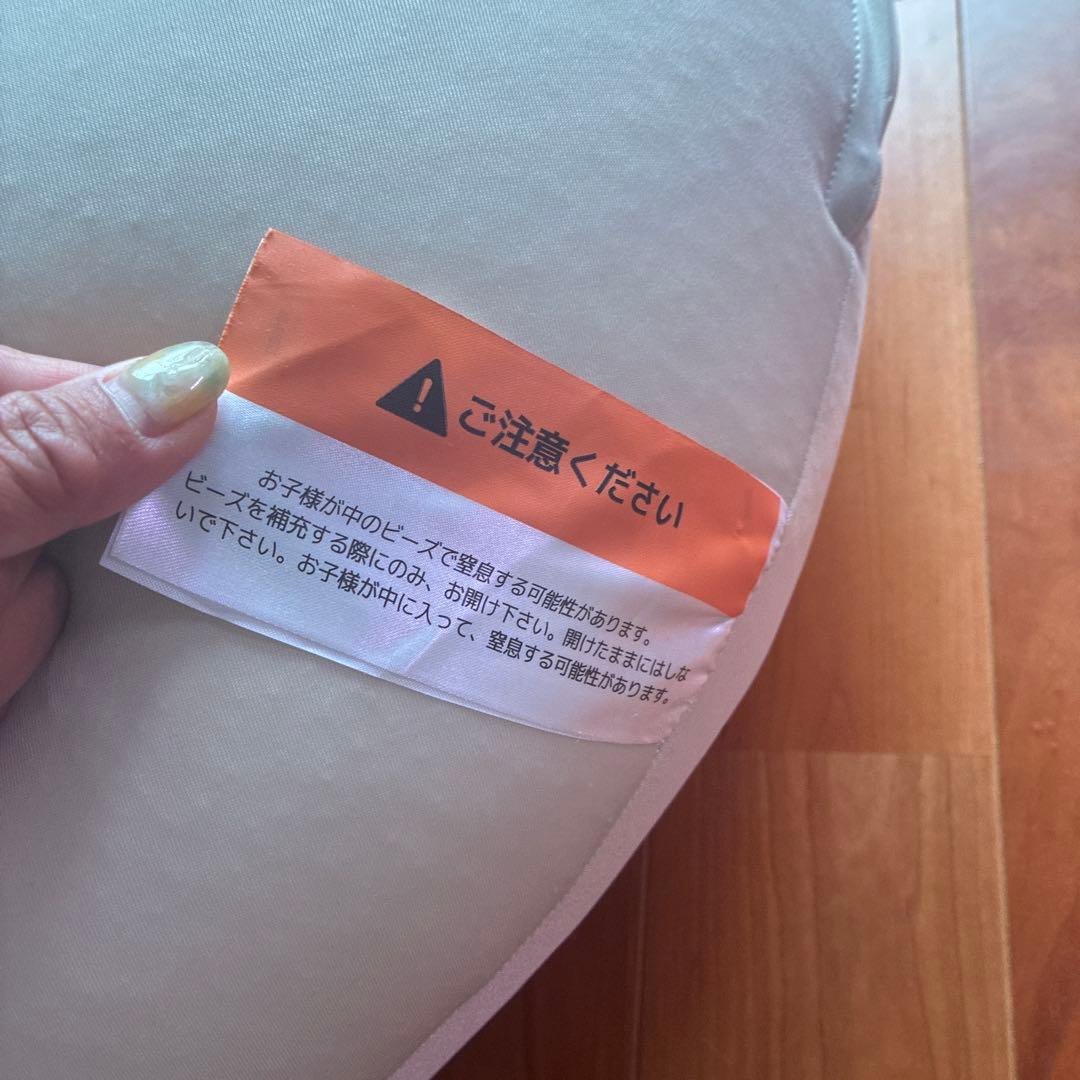 ご注意ください
お子様が中のビーズで窒息する可能性があります。
ビーズを補充する際にのみ、お開け下さい。開けたままにはしな
いで下さい。お子様が中に入って、窒息する可能性があります。